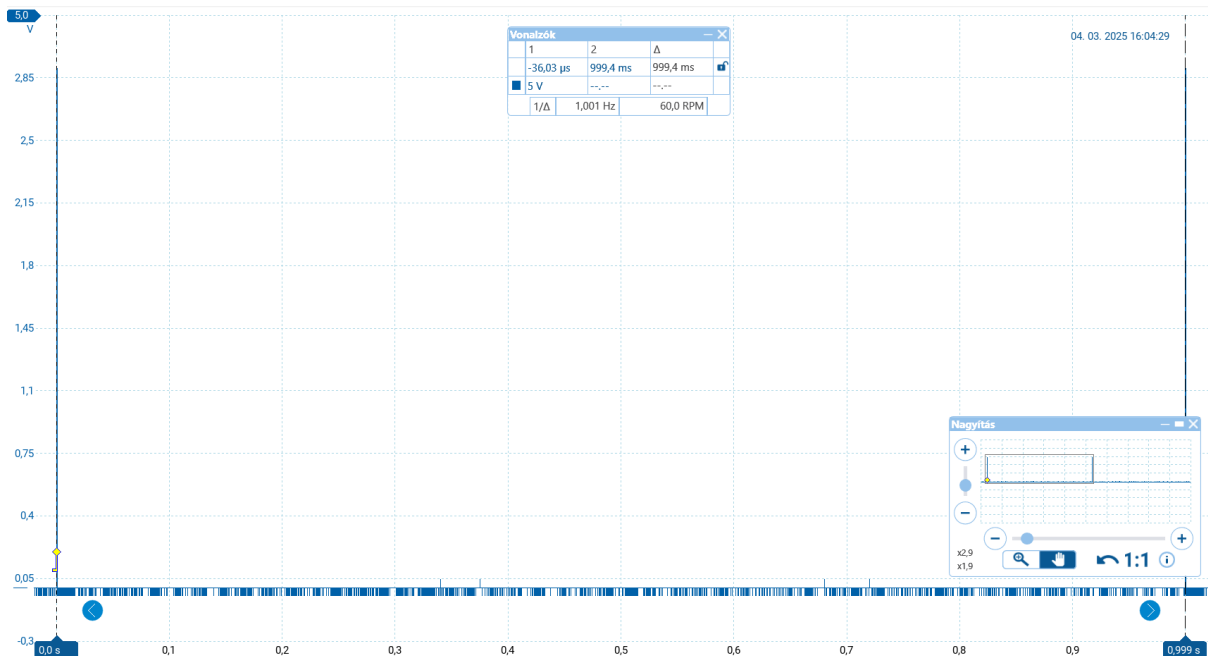 5,0
V
04. 03. 2025 16:04:29
Vonalzók
1 2 Δ
-36,03 µs 999,4 ms 999,4 ms
5 V --.-- --.--
1/Δ 1,001 Hz 60,0 RPM
2,85
2,5
2,15
1,8
1,45
1,1
0,75
0,4
0,05
-0,3
Nagyítás
x2,9
x1,9
1:1
0,0 s 0,1 0,2 0,3 0,4 0,5 0,6 0,7 0,8 0,9 0,999 s